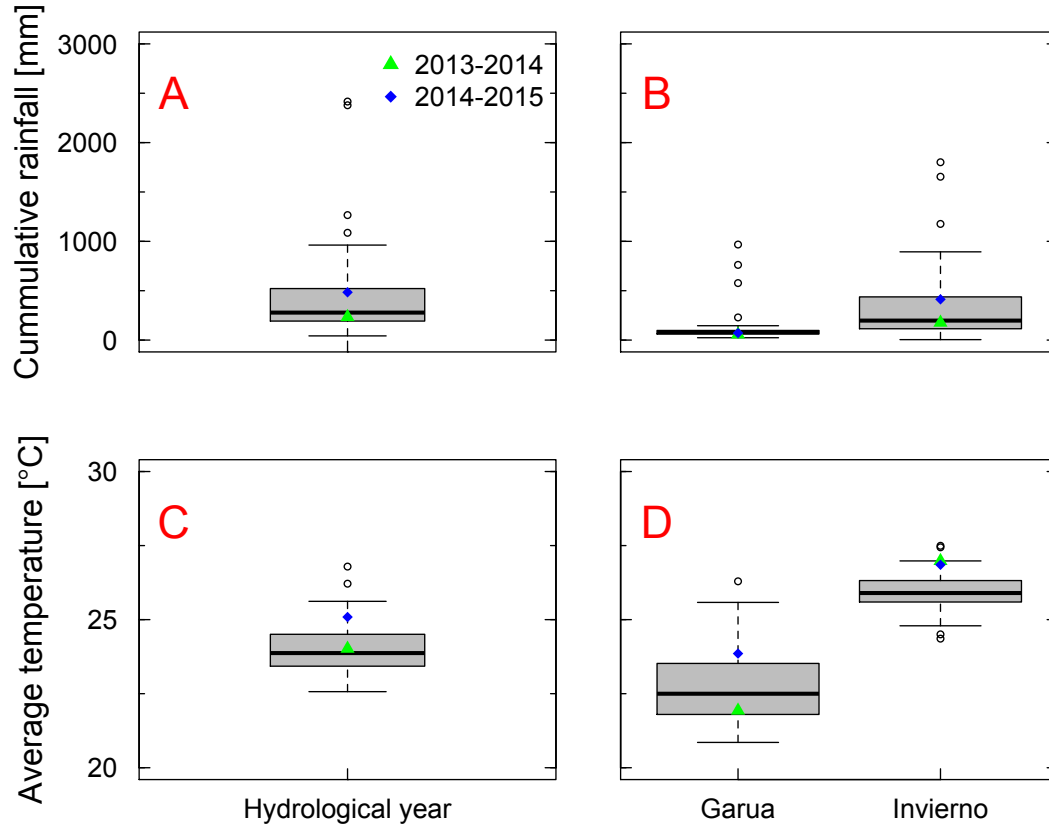 Cummulative rainfall [mm]
3000
2000
1000
0
A
2013-2014
2014-2015
B
Average temperature [°C]
30
25
20
C
D
Hydrological year
Garua
Invierno